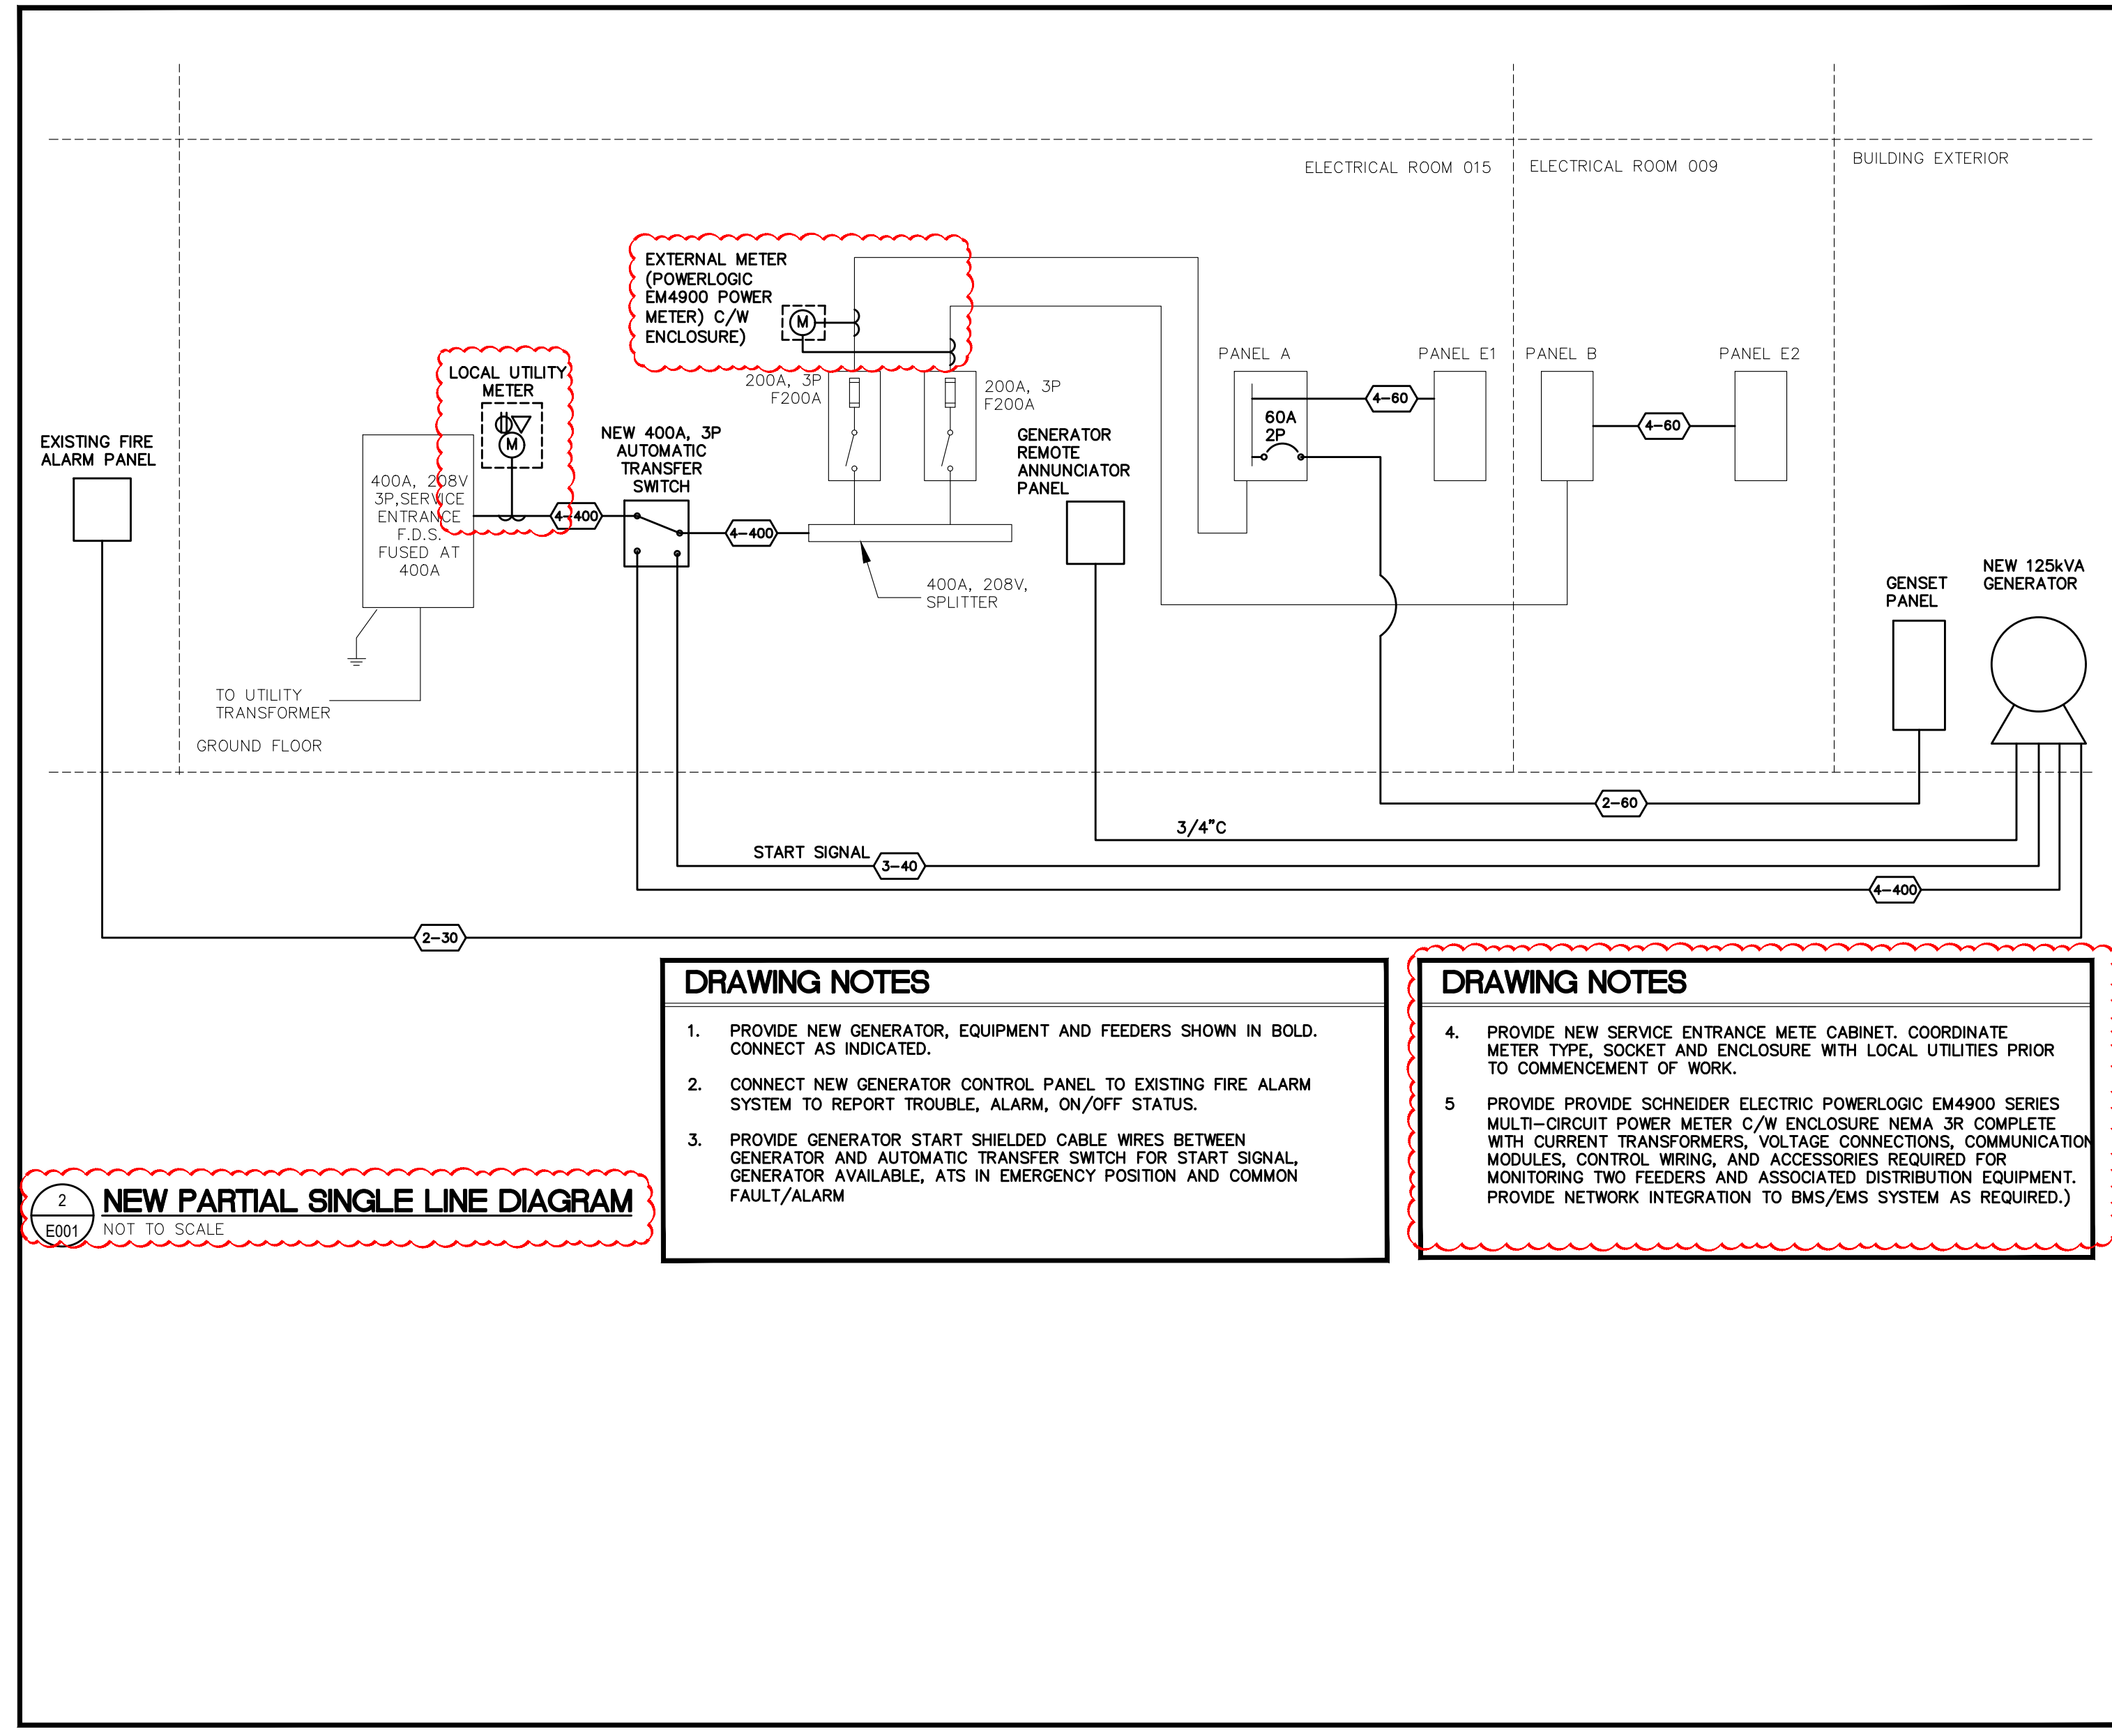 ELECTRICAL ROOM 015
ELECTRICAL ROOM 009
BUILDING EXTERIOR
EXTERNAL METER
(POWERLOGIC
EM4900 POWER
METER) C/W
ENCLOSURE)
M
LOCAL UTILITY
METER
M
200A, 3P
F200A
200A, 3P
F200A
PANEL A
PANEL E1
PANEL B
PANEL E2
4-60
60A
2P
4-60
EXISTING FIRE
ALARM PANEL
400A, 208V
3P,SERVICE
ENTRANCE
F.D.S.
FUSED AT
400A
NEW 400A, 3P
AUTOMATIC
TRANSFER
SWITCH
4-400
4-400
GENERATOR
REMOTE
ANNUNCIATOR
PANEL
400A, 208V,
SPLITTER
GENSET
PANEL
NEW 125kVA
GENERATOR
TO UTILITY
TRANSFORMER
GROUND FLOOR
2-60
3/4"C
START SIGNAL
3-40
4-400
2-30
DRAWING NOTES
1. PROVIDE NEW GENERATOR, EQUIPMENT AND FEEDERS SHOWN IN BOLD.
CONNECT AS INDICATED.
2. CONNECT NEW GENERATOR CONTROL PANEL TO EXISTING FIRE ALARM
SYSTEM TO REPORT TROUBLE, ALARM, ON/OFF STATUS.
3. PROVIDE GENERATOR START SHIELDED CABLE WIRES BETWEEN
GENERATOR AND AUTOMATIC TRANSFER SWITCH FOR START SIGNAL,
GENERATOR AVAILABLE, ATS IN EMERGENCY POSITION AND COMMON
FAULT/ALARM
DRAWING NOTES
4. PROVIDE NEW SERVICE ENTRANCE METE CABINET. COORDINATE
METER TYPE, SOCKET AND ENCLOSURE WITH LOCAL UTILITIES PRIOR
TO COMMENCEMENT OF WORK.
5 PROVIDE PROVIDE SCHNEIDER ELECTRIC POWERLOGIC EM4900 SERIES
MULTI-CIRCUIT POWER METER C/W ENCLOSURE NEMA 3R COMPLETE
WITH CURRENT TRANSFORMERS, VOLTAGE CONNECTIONS, COMMUNICATION
MODULES, CONTROL WIRING, AND ACCESSORIES REQUIRED FOR
MONITORING TWO FEEDERS AND ASSOCIATED DISTRIBUTION EQUIPMENT.
PROVIDE NETWORK INTEGRATION TO BMS/EMS SYSTEM AS REQUIRED.)
2
E001
NEW PARTIAL SINGLE LINE DIAGRAM
NOT TO SCALE